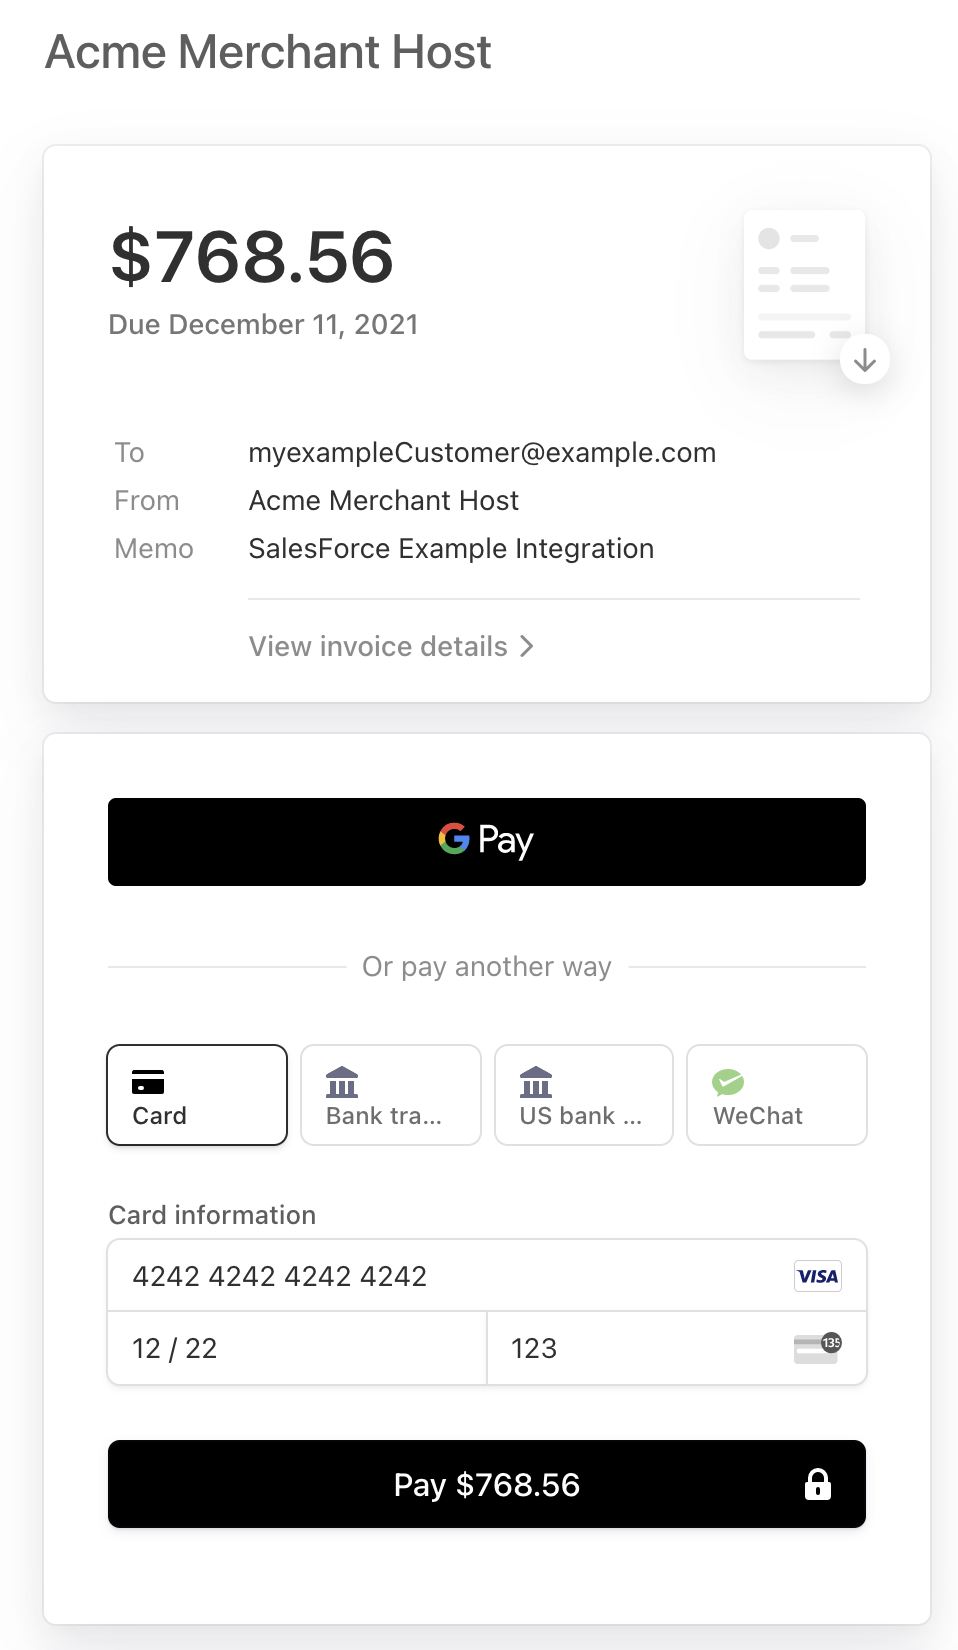 Acme Merchant Host
$768.56
Due December 11, 2021
To myexampleCustomer@example.com
From Acme Merchant Host
Memo SalesForce Example Integration
View invoice details
G Pay
Or pay another way
Card
Bank tra...
US bank ...
WeChat
Card information
4242 4242 4242 4242 VISA
12 / 22 123 135
Pay $768.56